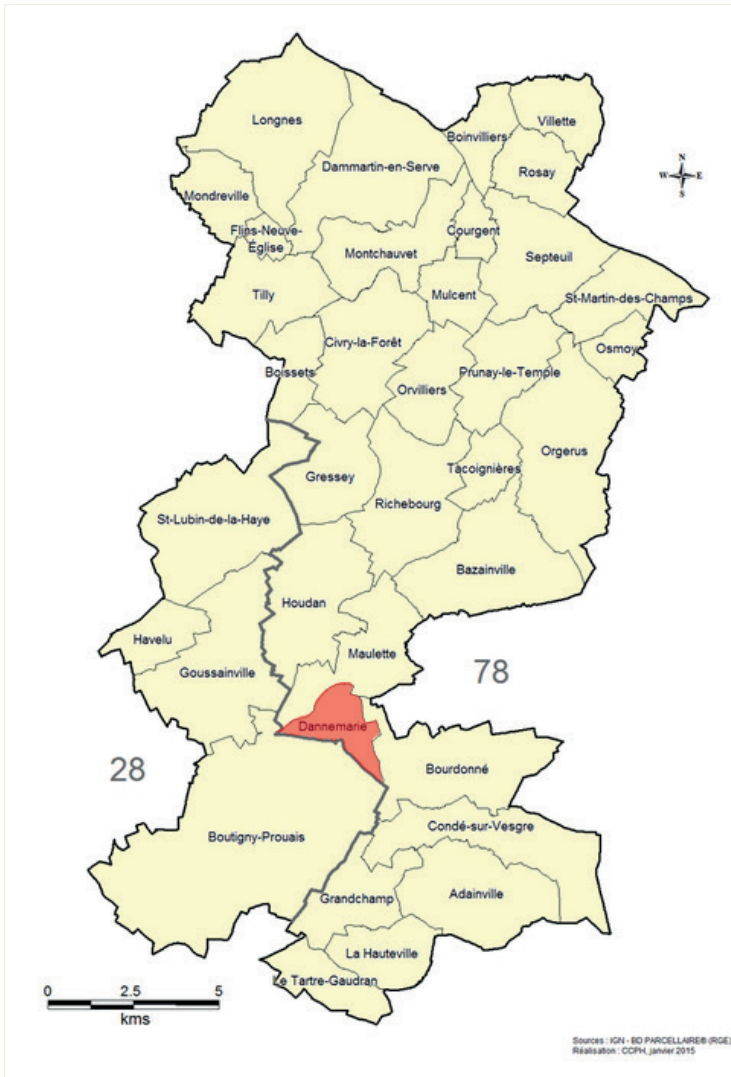 Longnes
Villette
Boinvilliers
Dammartin-en-Serve
Rosay
N
W E
S
Mondreville
Flins-Neuve-
Église
Courgent
Montchauvet
Septeuil
Tilly
Mulcent
St-Martin-des-Champs
Civry-la-Forêt
Osmoy
Boissets
Prunay-le-Temple
Orvilliers
Orgerus
Tacoignières
Gressey
Richebourg
St-Lubin-de-la-Haye
Bazainville
Houdan
Havelu
Maulette
Goussainville
78
Dannemarie
28
Bourdonné
Condé-sur-Vesgre
Boutigny-Prouais
Adainville
Grandchamp
La Hauteville
Le Tartre-Gaudran
0 2.5 5
kms
Sources : IGN - BD PARCELLAIRE® (RGE)
Réalisation : CCPH, janvier 2015